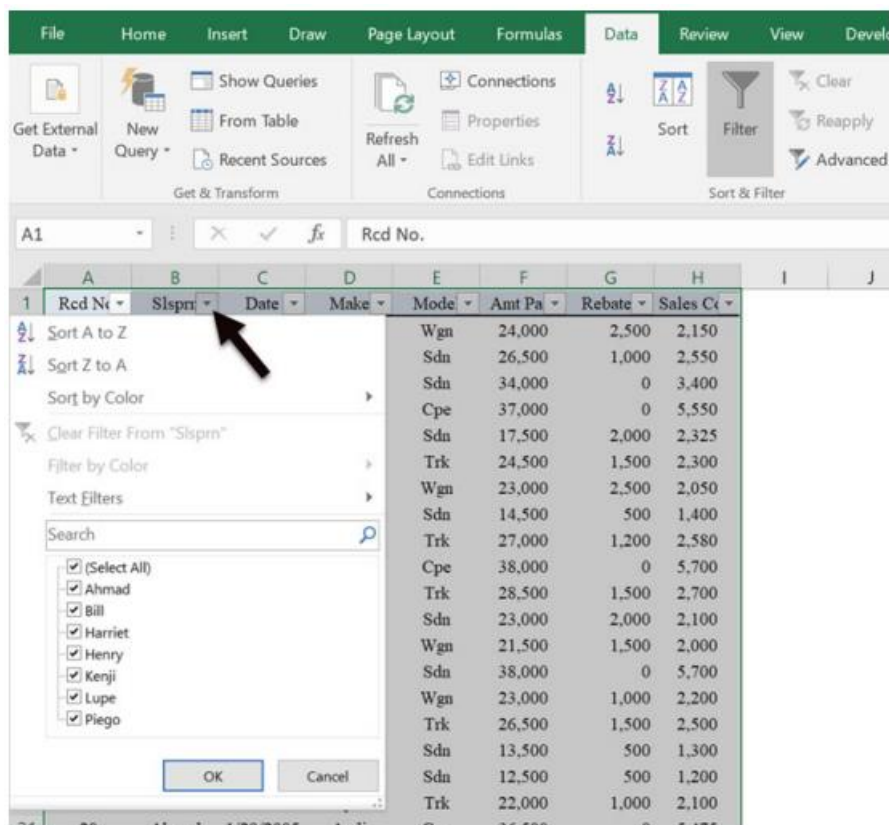 File Home Insert Draw Page Layout Formulas Data Review View Develo
Show Queries
From Table
Recent Sources
Get External Data
New Query
Get & Transform
Refresh All
Connections
Properties
Edit Links
Connections
Sort
Filter
Clear
Reapply
Advanced
Sort & Filter
A1 fx Rcd No.
A B C D E F G H I J
1 Rcd No Slsprn Date Make Model Amt Pa Rebate Sales Co
Sort A to Z
Sort Z to A
Sort by Color
Clear Filter From "Slsprn"
Filter by Color
Text Filters
Search
(Select All)
Ahmad
Bill
Harriet
Henry
Kenji
Lupe
Piego
OK Cancel
Wgn 24,000 2,500 2,150
Sdn 26,500 1,000 2,550
Sdn 34,000 0 3,400
Cpe 37,000 0 5,550
Sdn 17,500 2,000 2,325
Trk 24,500 1,500 2,300
Wgn 23,000 2,500 2,050
Sdn 14,500 500 1,400
Trk 27,000 1,200 2,580
Cpe 38,000 0 5,700
Trk 28,500 1,500 2,700
Sdn 23,000 2,000 2,100
Wgn 21,500 1,500 2,000
Sdn 38,000 0 5,700
Wgn 23,000 1,000 2,200
Trk 26,500 1,500 2,500
Sdn 13,500 500 1,300
Sdn 12,500 500 1,200
Trk 22,000 1,000 2,100